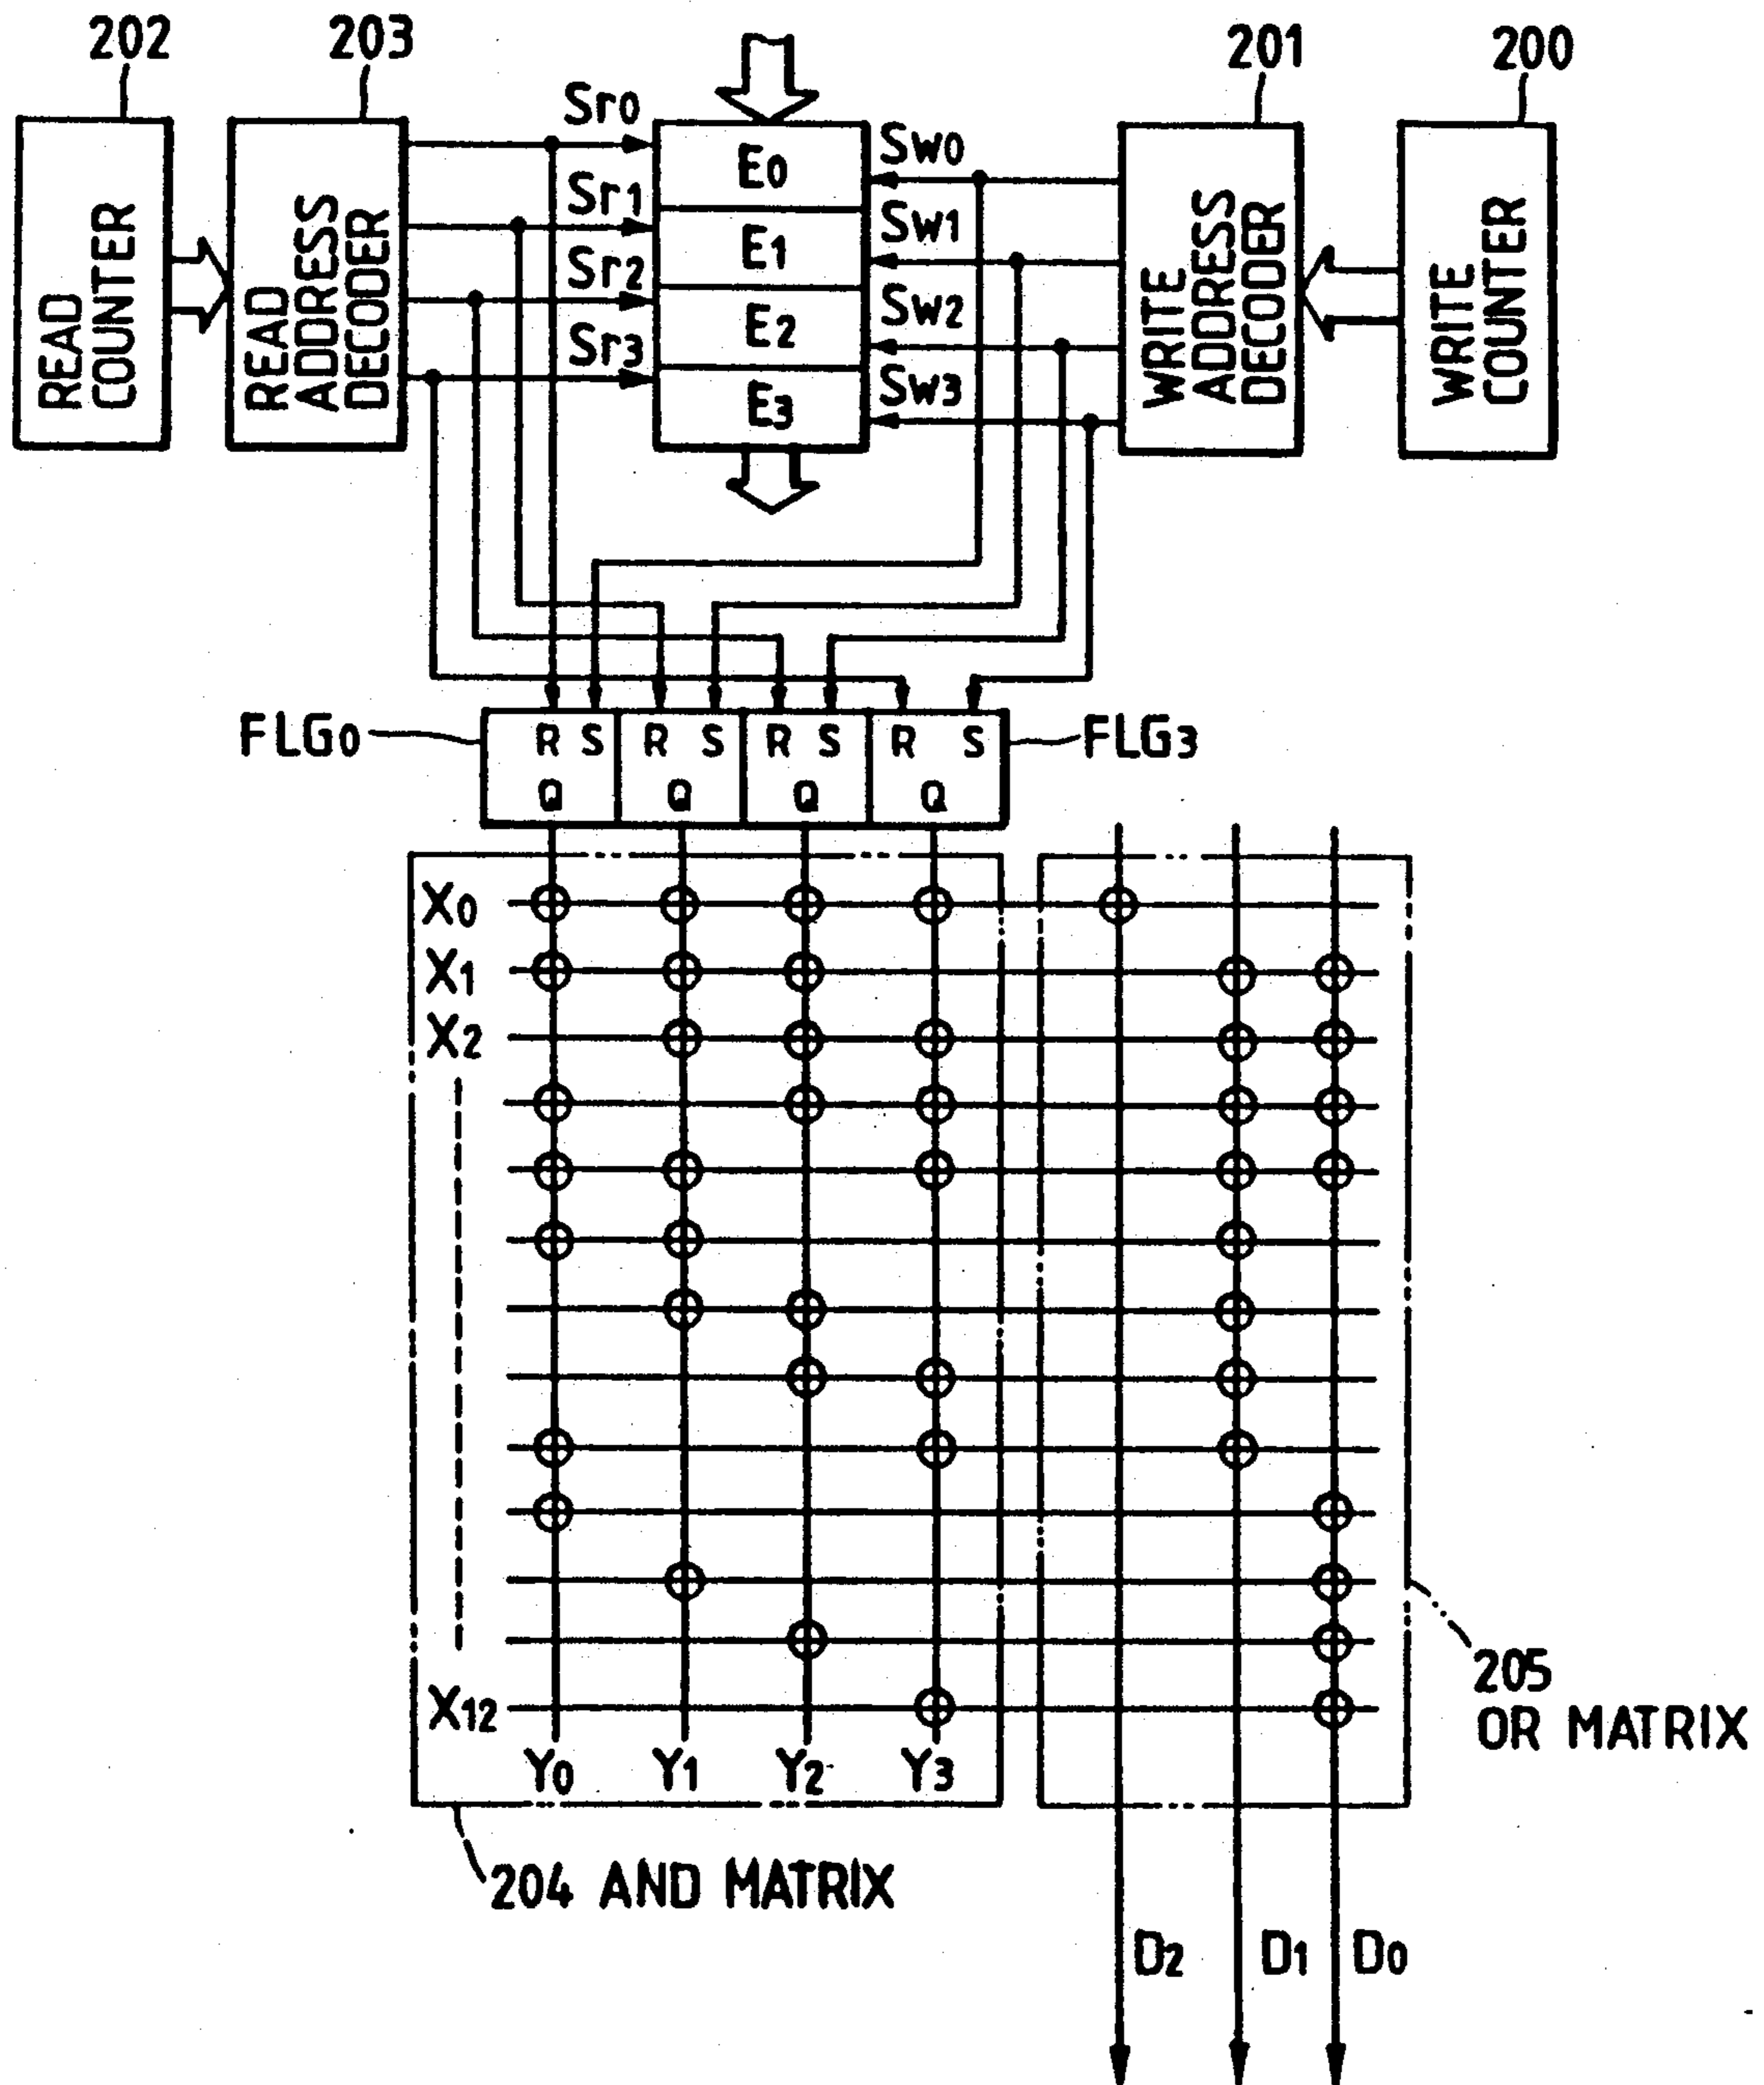 202
203
201
200
Sr0
Sr1
Sr2
Sr3
E0
E1
E2
E3
Sw0
Sw1
Sw2
Sw3
READ
COUNTER
READ
ADDRESS
DECODER
WRITE
ADDRESS
DECODER
WRITE
COUNTER
FLG0
R S R S R S R S
Q Q Q Q
FLG3
X0
X1
X2
X12
Y0 Y1 Y2 Y3
205
OR MATRIX
204 AND MATRIX
D2 D1 D0